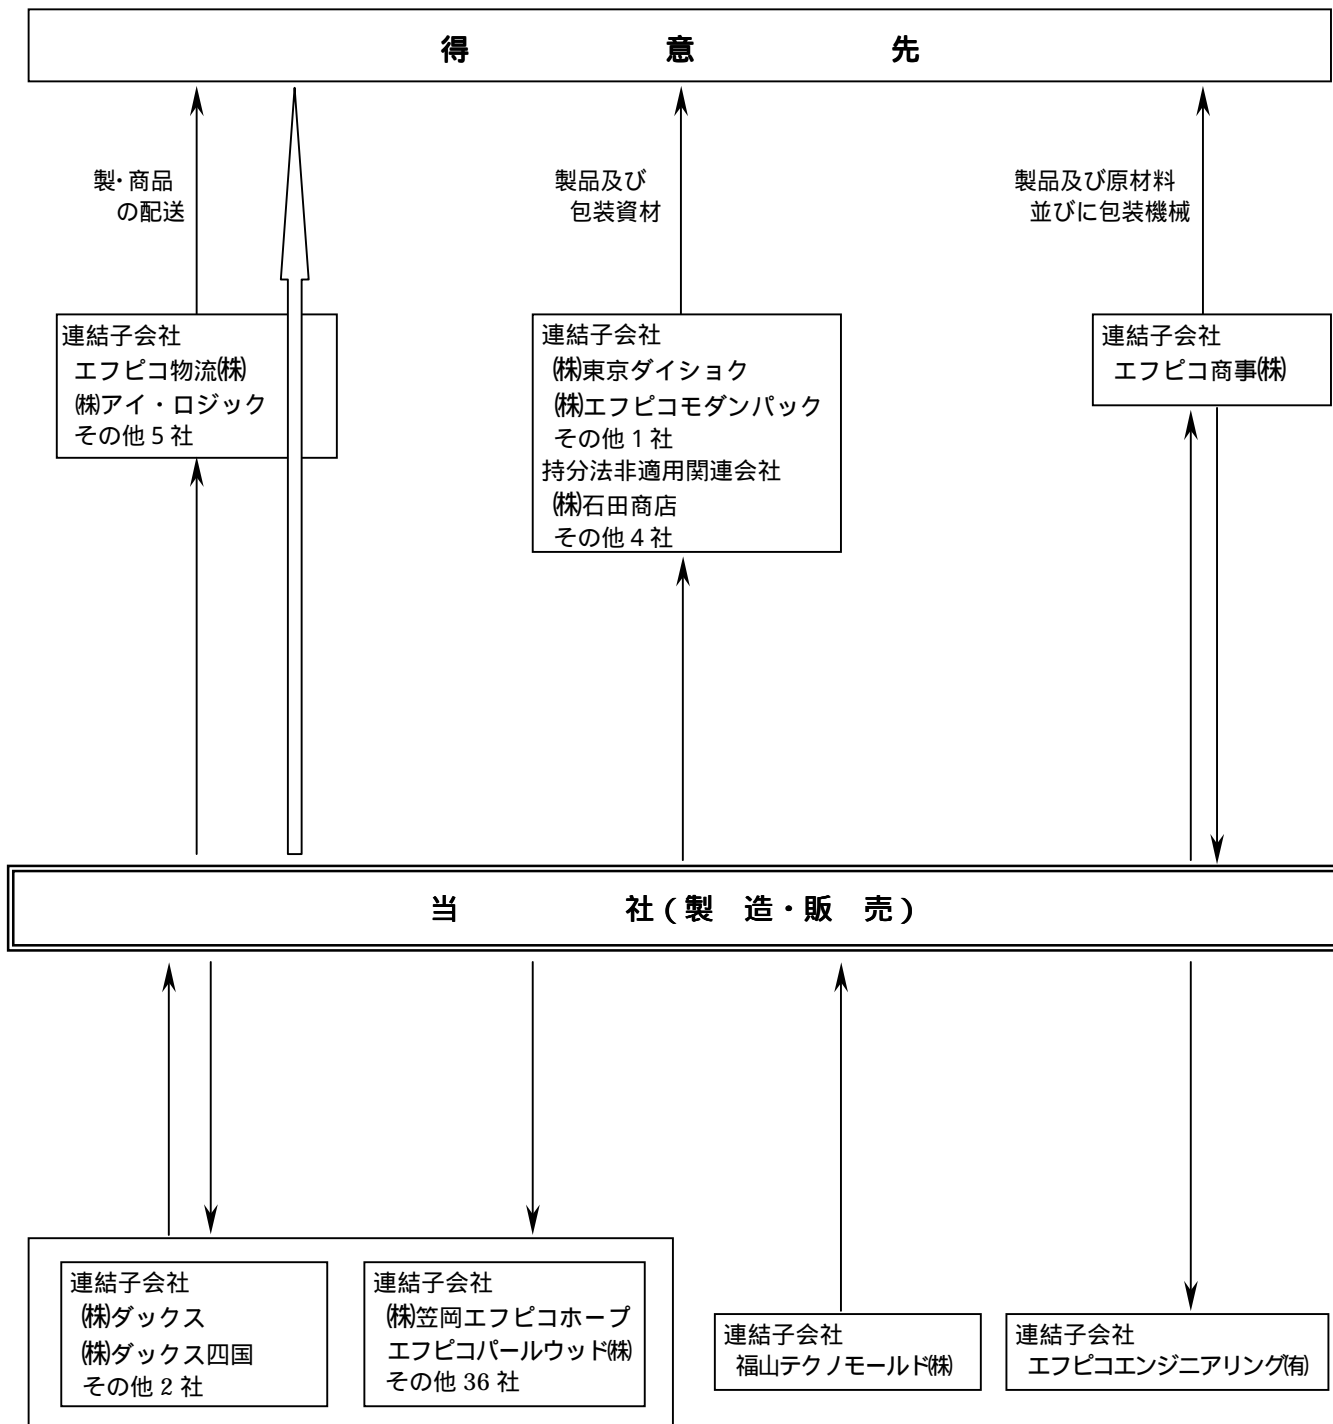 得　意　先
製・商品
の配送
製品及び
包装資材
製品及び原材料
並びに包装機械
連結子会社
エフピコ物流㈱
㈱アイ・ロジック
その他５社
連結子会社
㈱東京ダイショク
㈱エフピコモダンパック
その他１社
持分法非適用関連会社
㈱石田商店
その他４社
連結子会社
エフピコ商事㈱
当　社（製　造・販　売）
連結子会社
㈱ダックス
㈱ダックス四国
その他２社
連結子会社
㈱笠岡エフピコホープ
エフピコパールウッド㈱
その他 36 社
連結子会社
福山テクノモールド㈱
連結子会社
エフピコエンジニアリング㈲